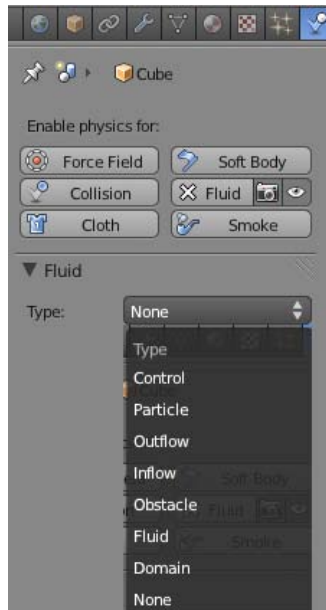 Cube
Enable physics for:
Force Field Soft Body
Collision Fluid
Cloth Smoke
Fluid
Type: None
Type
Control
Particle
Outflow
Inflow
Obstacle
Fluid
Domain
None